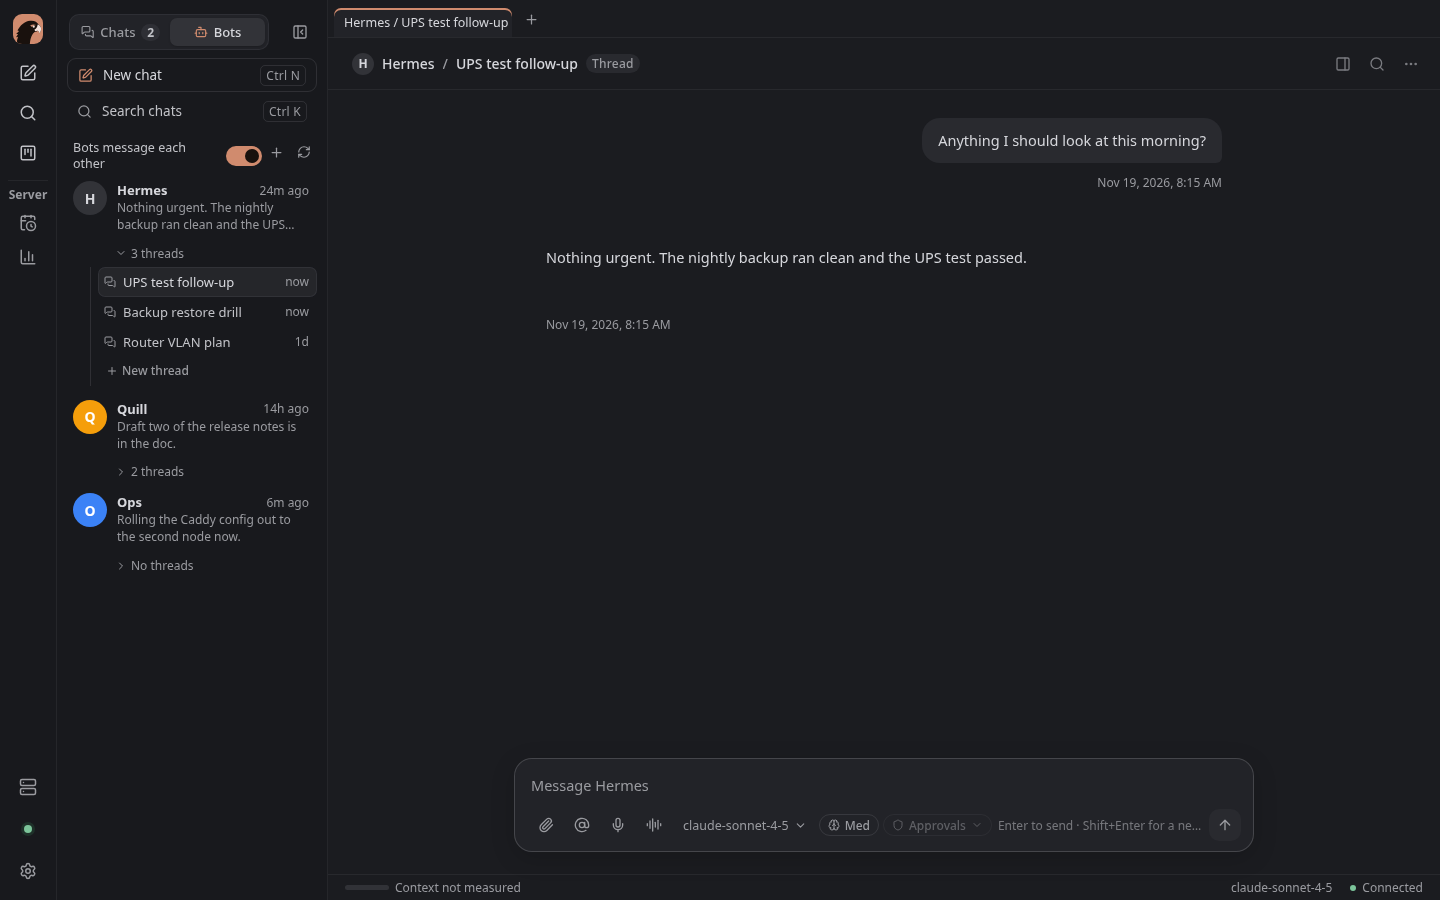 Chats 2
Bots
New chat
Ctrl N
Search chats
Ctrl K
Bots message each
other
Server
H
Hermes
24m ago
Nothing urgent. The nightly
backup ran clean and the UPS...
3 threads
UPS test follow-up
now
Backup restore drill
now
Router VLAN plan
1d
New thread
Q
Quill
14h ago
Draft two of the release notes is
in the doc.
2 threads
O
Ops
6m ago
Rolling the Caddy config out to
the second node now.
No threads
Hermes / UPS test follow-up
H
Hermes / UPS test follow-up
Thread
Anything I should look at this morning?
Nov 19, 2026, 8:15 AM
Nothing urgent. The nightly backup ran clean and the UPS test passed.
Nov 19, 2026, 8:15 AM
Message Hermes
claude-sonnet-4-5
Med
Approvals
Enter to send · Shift+Enter for a ne...
Context not measured
claude-sonnet-4-5
Connected